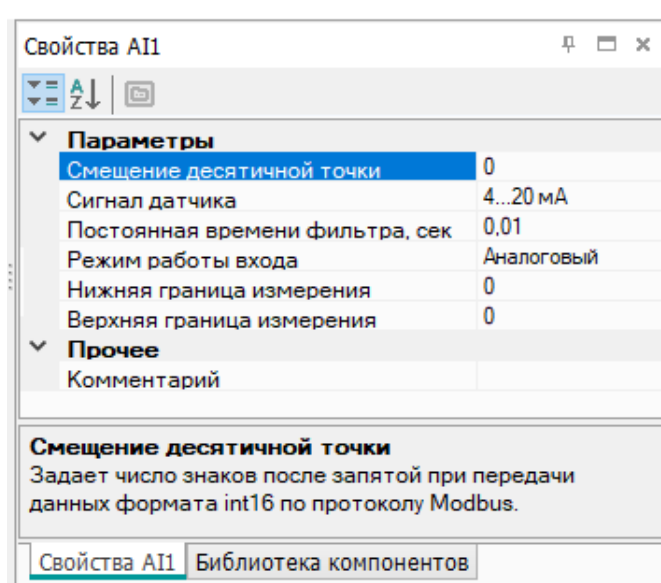 Свойства AI1
Параметры
Смещение десятичной точки 0
Сигнал датчика 4...20 мА
Постоянная времени фильтра, сек 0,01
Режим работы входа Аналоговый
Нижняя граница измерения 0
Верхняя граница измерения 0
Прочее
Комментарий
Смещение десятичной точки
Задает число знаков после запятой при передачи
данных формата int16 по протоколу Modbus.
Свойства AI1 Библиотека компонентов